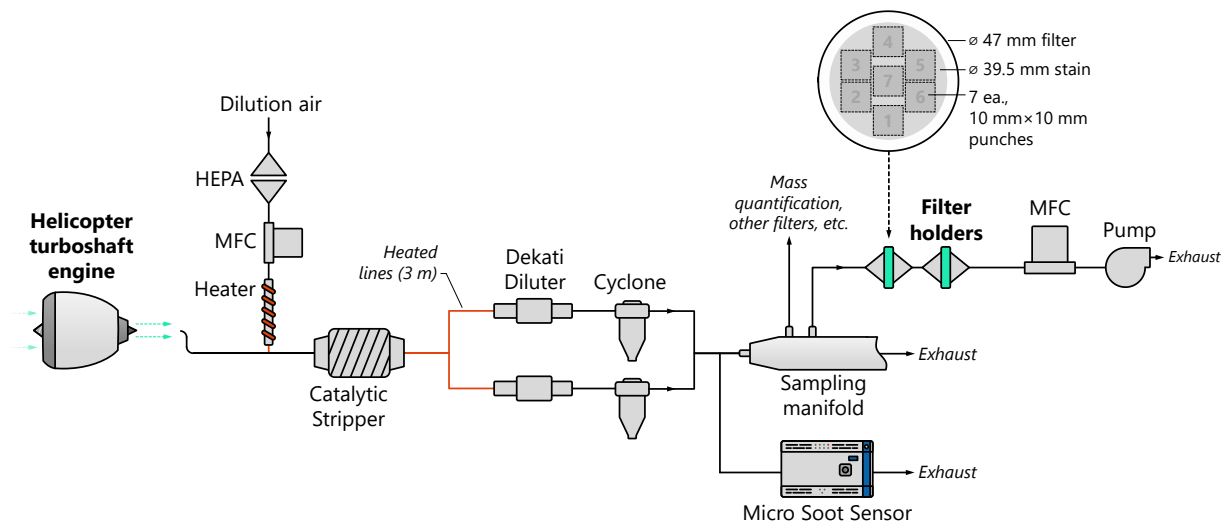 Helicopter
turboshaft
engine
Dilution air
HEPA
MFC
Heater
Catalytic
Stripper
Heated
lines (3 m)
Dekati
Diluter
Cyclone
Mass
quantification,
other filters, etc.
4
3
5
7
2
6
1
⌀ 47 mm filter
⌀ 39.5 mm stain
7 ea.,
10 mm×10 mm
punches
Filter
holders
MFC
Pump
Exhaust
Exhaust
Sampling
manifold
Exhaust
Micro Soot Sensor